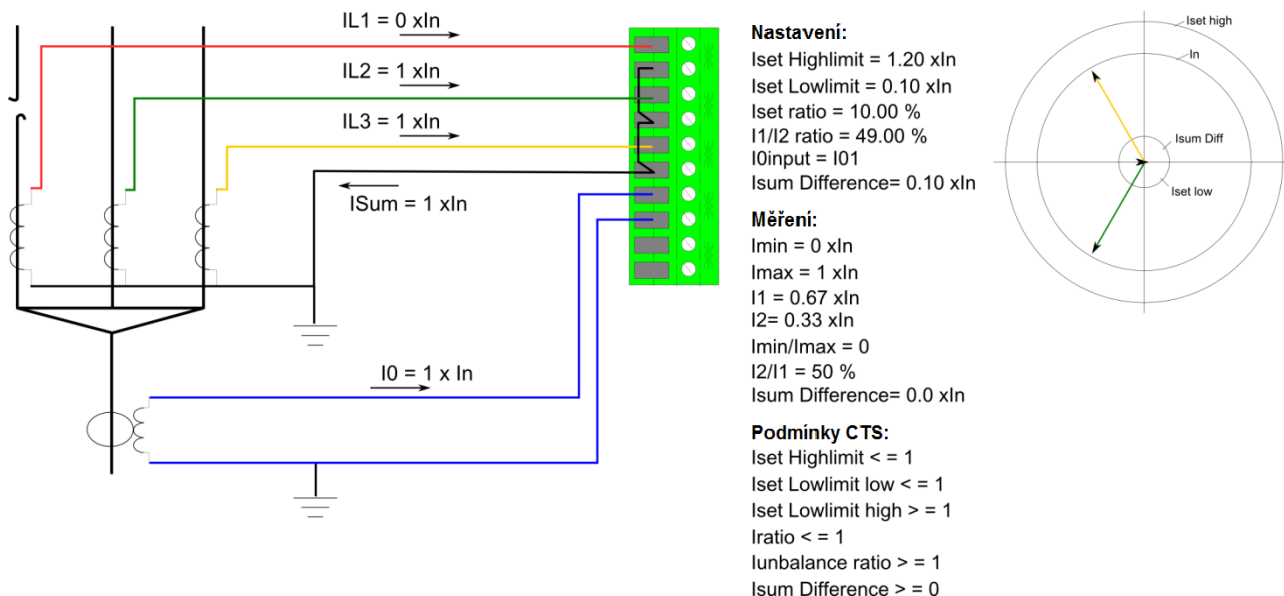 IL1 = 0 xIn
IL2 = 1 xIn
IL3 = 1 xIn
ISum = 1 xIn
I0 = 1 x In
Nastavení:
Iset Highlimit = 1.20 xIn
Iset Lowlimit = 0.10 xIn
Iset ratio = 10.00 %
I1/I2 ratio = 49.00 %
I0input = I01
Isum Difference= 0.10 xIn
Měření:
Imin = 0 xIn
Imax = 1 xIn
I1 = 0.67 xIn
I2= 0.33 xIn
Imin/Imax = 0
I2/I1 = 50 %
Isum Difference= 0.0 xIn
Podmínky CTS:
Iset Highlimit < = 1
Iset Lowlimit low < = 1
Iset Lowlimit high > = 1
Iratio < = 1
Iunbalance ratio > = 1
Isum Difference > = 0
Iset high
In
Isum Diff
Iset low